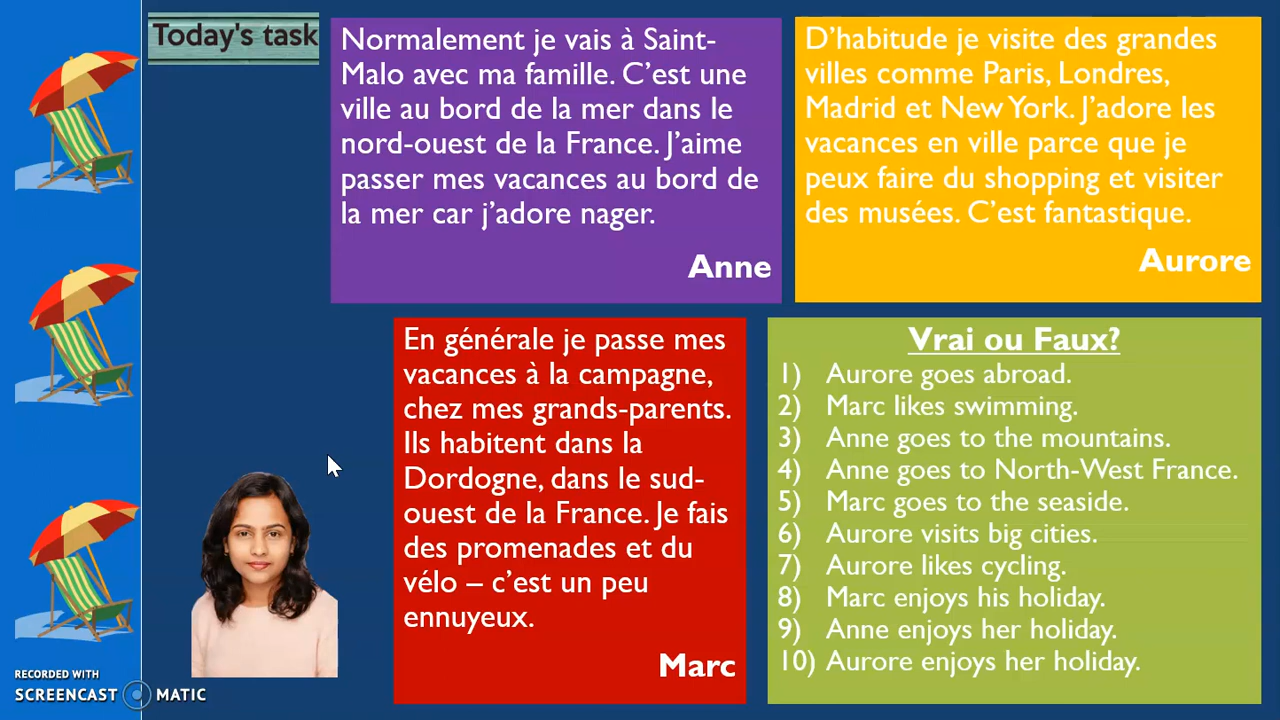 Today's task
Normalement je vais à Saint-
Malo avec ma famille. C'est une
ville au bord de la mer dans le
nord-ouest de la France. J'aime
passer mes vacances au bord de
la mer car j'adore nager.
Anne
D'habitude je visite des grandes
villes comme Paris, Londres,
Madrid et New York. J'adore les
vacances en ville parce que je
peux faire du shopping et visiter
des musées. C'est fantastique.
Aurore
En générale je passe mes
vacances à la campagne,
chez mes grands-parents.
Ils habitent dans la
Dordogne, dans le sud-
ouest de la France. Je fais
des promenades et du
vélo – c'est un peu
ennuyeux.
Marc
Vrai ou Faux?
1) Aurore goes abroad.
2) Marc likes swimming.
3) Anne goes to the mountains.
4) Anne goes to North-West France.
5) Marc goes to the seaside.
6) Aurore visits big cities.
7) Aurore likes cycling.
8) Marc enjoys his holiday.
9) Anne enjoys her holiday.
10) Aurore enjoys her holiday.
RECORDED WITH
SCREENCAST MATIC